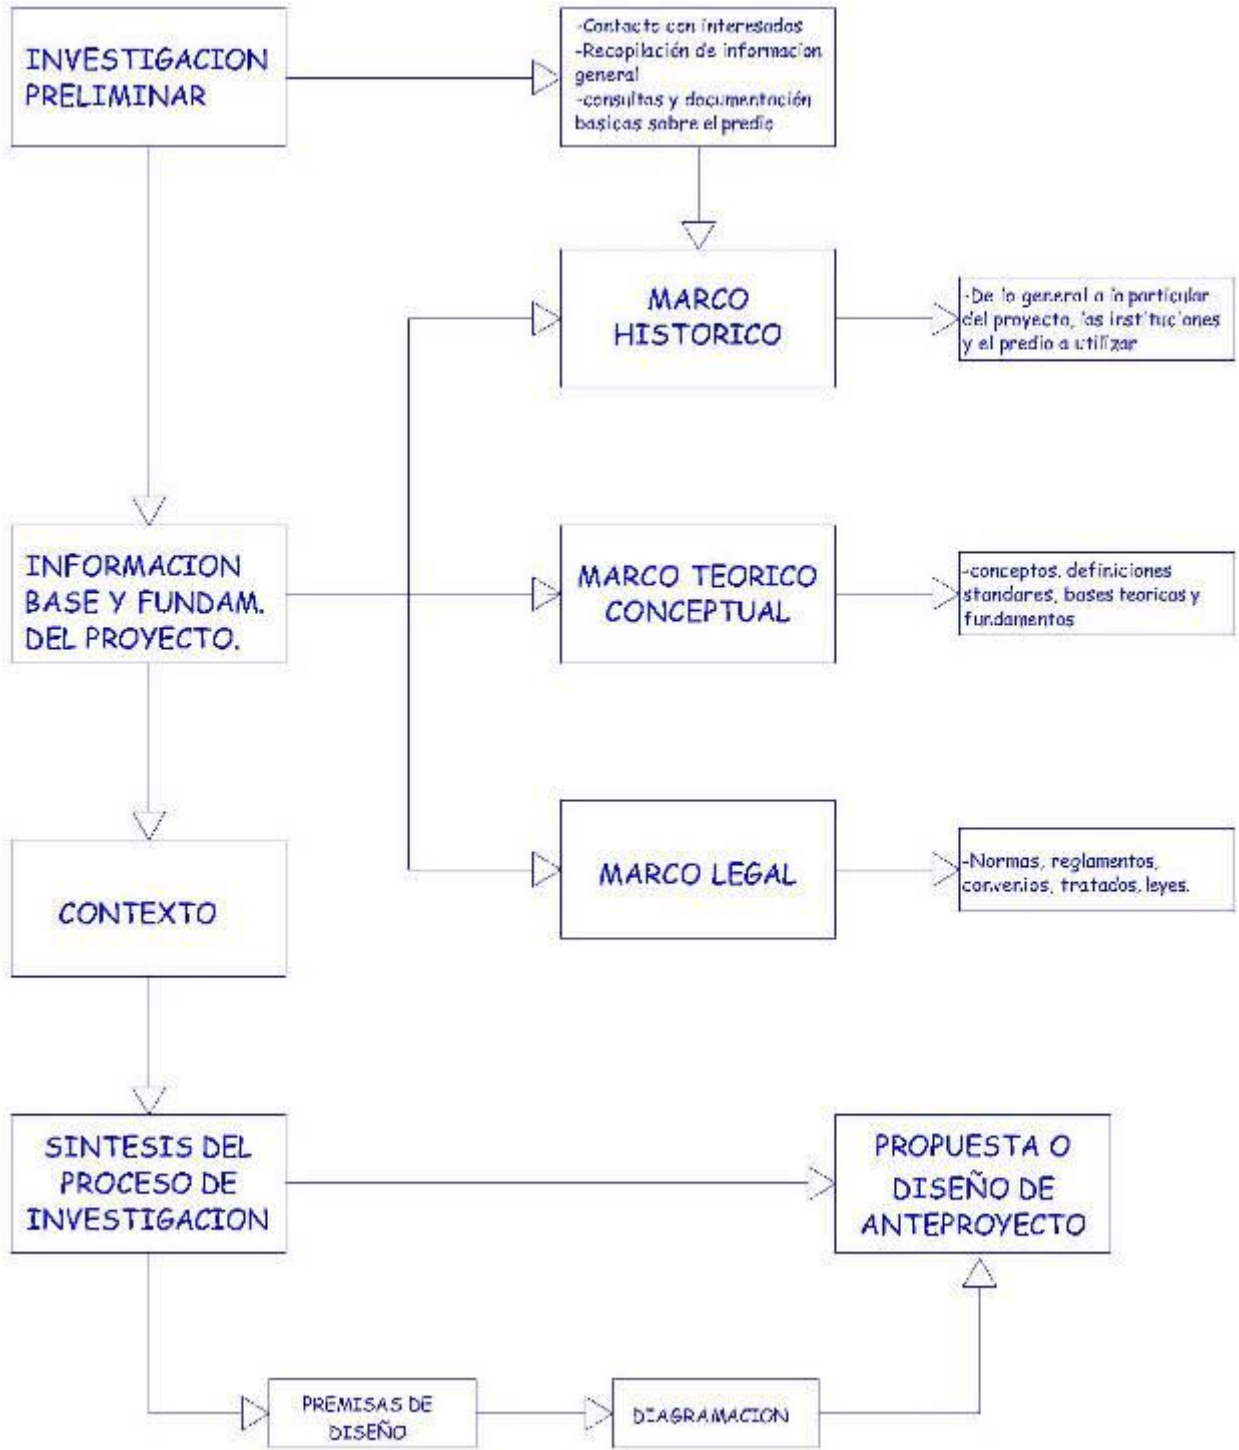 INVESTIGACION
PRELIMINAR
-Contacto con interesados
-Recopilación de informacion
general
-consultas y documentación
basicas sobre el predio
MARCO
HISTORICO
-De lo general a lo particular
del proyecto, las instituciones
y el predio a utilizar
INFORMACION
BASE Y FUNDAM.
DEL PROYECTO.
MARCO TEORICO
CONCEPTUAL
-conceptos, definiciones
standares, bases teoricas y
fundamentos
CONTEXTO
MARCO LEGAL
-Normas, reglamentos,
convenios, tratados, leyes.
SINTESIS DEL
PROCESO DE
INVESTIGACION
PROPUESTA O
DISEÑO DE
ANTEPROYECTO
PREMISAS DE
DISEÑO
DIAGRAMACION